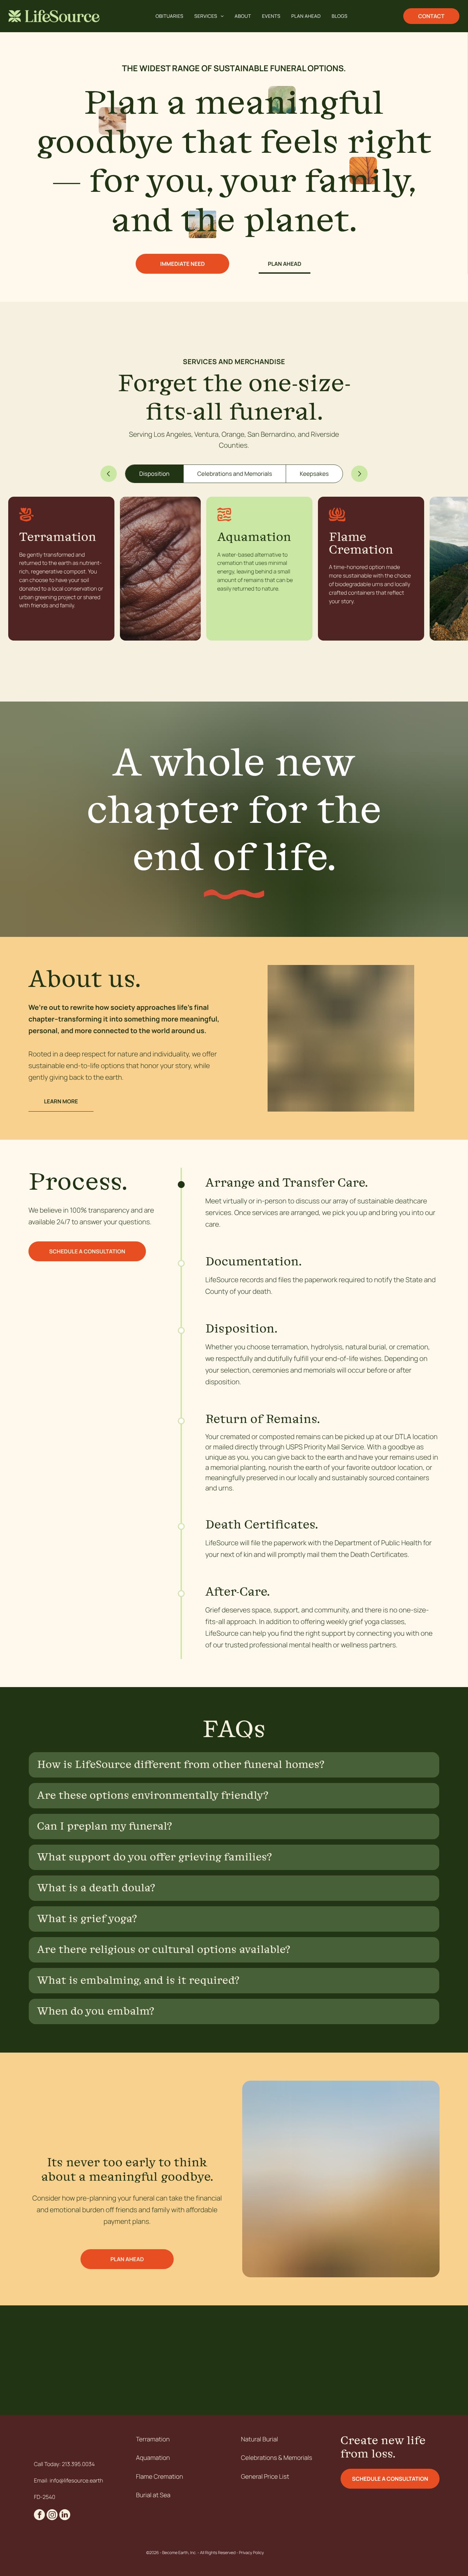 LifeSource
OBITUARIES
SERVICES
ABOUT
EVENTS
PLAN AHEAD
BLOGS
CONTACT
THE WIDEST RANGE OF SUSTAINABLE FUNERAL OPTIONS.
Plan a meaningful
goodbye that feels right
— for you, your family,
and the planet.
IMMEDIATE NEED
PLAN AHEAD
SERVICES AND MERCHANDISE
Forget the one-size-
fits-all funeral.
Serving Los Angeles, Ventura, Orange, San Bernardino, and Riverside
Counties.
Disposition
Celebrations and Memorials
Keepsakes
Terramation
Be gently transformed and
returned to the earth as nutrient-
rich, regenerative compost. You
can choose to have your soil
donated to a local conservation or
urban greening project or shared
with friends and family.
Aquamation
A water-based alternative to
cremation that uses minimal
energy, leaving behind a small
amount of remains that can be
easily returned to nature.
Flame
Cremation
A time-honored option made
more sustainable with the choice
of biodegradable urns and locally
crafted containers that reflect
your story.
A whole new
chapter for the
end of life.
About us.
We're out to rewrite how society approaches life's final
chapter–transforming it into something more meaningful,
personal, and more connected to the world around us.
Rooted in a deep respect for nature and individuality, we offer
sustainable end-to-life options that honor your story, while
gently giving back to the earth.
LEARN MORE
Process.
We believe in 100% transparency and are
available 24/7 to answer your questions.
SCHEDULE A CONSULTATION
Arrange and Transfer Care.
Meet virtually or in-person to discuss our array of sustainable deathcare
services. Once services are arranged, we pick you up and bring you into our
care.
Documentation.
LifeSource records and files the paperwork required to notify the State and
County of your death.
Disposition.
Whether you choose terramation, hydrolysis, natural burial, or cremation,
we respectfully and dutifully fulfill your end-of-life wishes. Depending on
your selection, ceremonies and memorials will occur before or after
disposition.
Return of Remains.
Your cremated or composted remains can be picked up at our DTLA location
or mailed directly through USPS Priority Mail Service. With a goodbye as
unique as you, you can give back to the earth and have your remains used in
a memorial planting, nourish the earth of your favorite outdoor location, or
meaningfully preserved in our locally and sustainably sourced containers
and urns.
Death Certificates.
LifeSource will file the paperwork with the Department of Public Health for
your next of kin and will promptly mail them the Death Certificates.
After-Care.
Grief deserves space, support, and community, and there is no one-size-
fits-all approach. In addition to offering weekly grief yoga classes,
LifeSource can help you find the right support by connecting you with one
of our trusted professional mental health or wellness partners.
FAQs
How is LifeSource different from other funeral homes?
Are these options environmentally friendly?
Can I preplan my funeral?
What support do you offer grieving families?
What is a death doula?
What is grief yoga?
Are there religious or cultural options available?
What is embalming, and is it required?
When do you embalm?
Its never too early to think
about a meaningful goodbye.
Consider how pre-planning your funeral can take the financial
and emotional burden off friends and family with affordable
payment plans.
PLAN AHEAD
Call Today: 213.395.0034
Email: info@lifesource.earth
FD-2540
Terramation
Aquamation
Flame Cremation
Burial at Sea
Natural Burial
Celebrations & Memorials
General Price List
Create new life
from loss.
SCHEDULE A CONSULTATION
©2026 - Become Earth, Inc. - All Rights Reserved - Privacy Policy